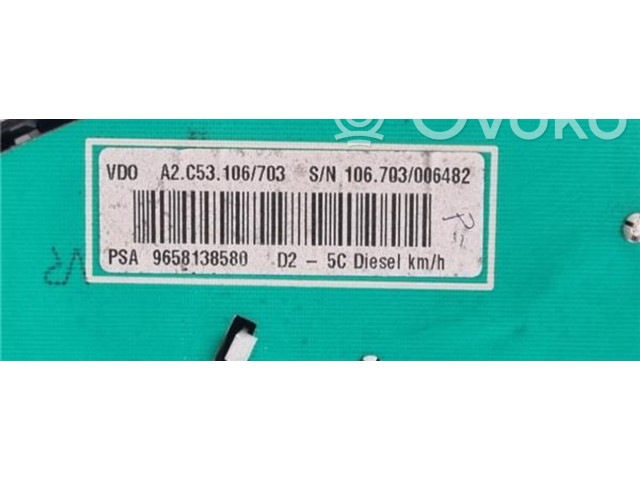 Ovoko
VDO A2.C53.106/703 S/N 106.703/006482
PSA 9658138580 D2 - 5C Diesel km/h